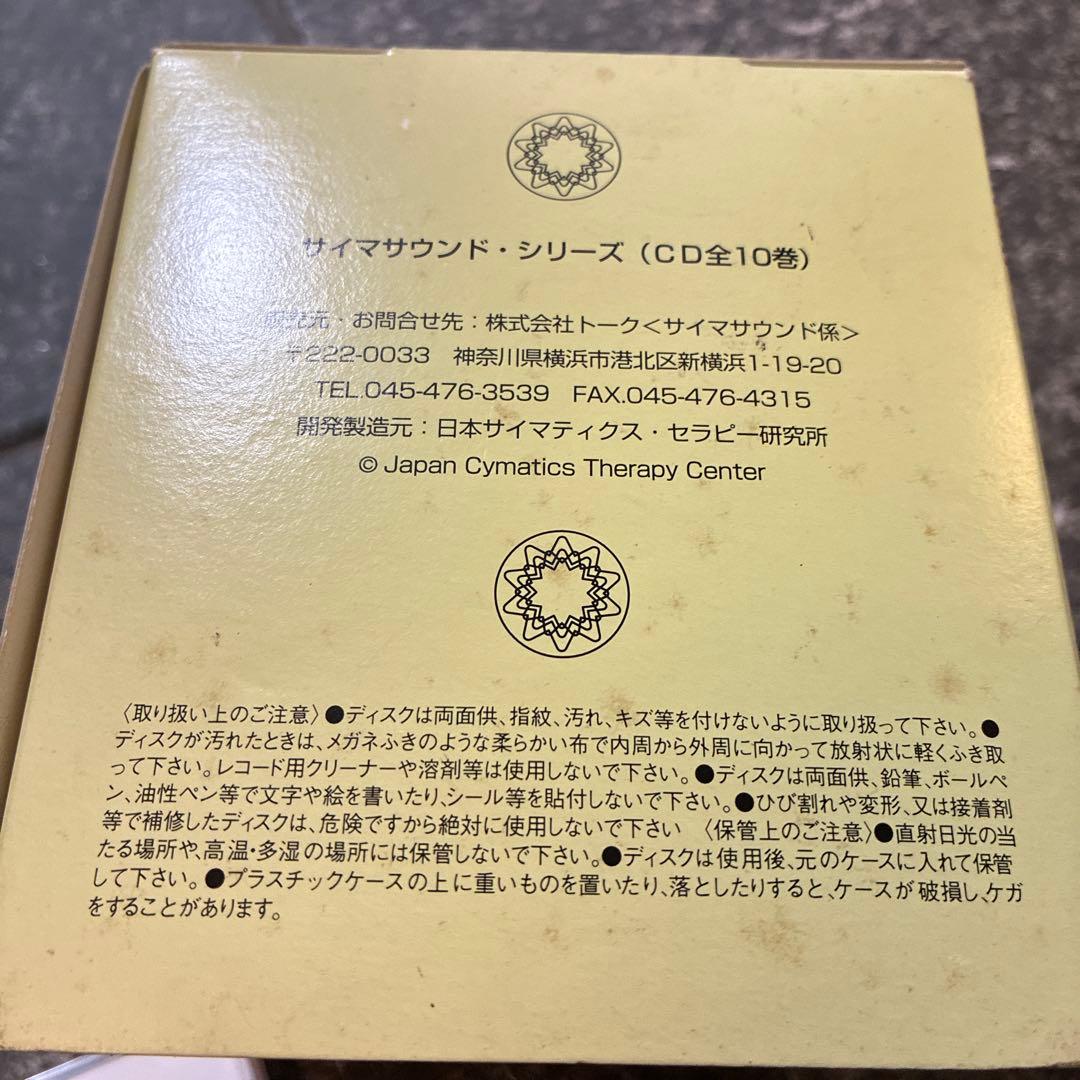 サイマサウンド・シリーズ（CD全10巻）
販売元・お問合せ先：株式会社トーク＜サイマサウンド係＞
〒222-0033　神奈川県横浜市港北区新横浜1-19-20
TEL.045-476-3539　FAX.045-476-4315
開発製造元：日本サイマティクス・セラピー研究所
© Japan Cymatics Therapy Center
〈取り扱い上のご注意〉●ディスクは両面供、指紋、汚れ、キズ等を付けないように取り扱って下さい。●
ディスクが汚れたときは、メガネふきのような柔らかい布で内周から外周に向かって放射状に軽くふき取
って下さい。レコード用クリーナーや溶剤等は使用しないで下さい。●ディスクは両面供、鉛筆、ボールペ
ン、油性ペン等で文字や絵を書いたり、シール等を貼付しないで下さい。●ひび割れや変形、又は接着剤
等で補修したディスクは、危険ですから絶対に使用しないで下さい　〈保管上のご注意〉●直射日光の当
たる場所や、高温・多湿の場所には保管しないで下さい。●ディスクは使用後、元のケースに入れて保管
して下さい。●プラスチックケースの上に重いものを置いたり、落としたりすると、ケースが破損し、ケガ
をすることがあります。